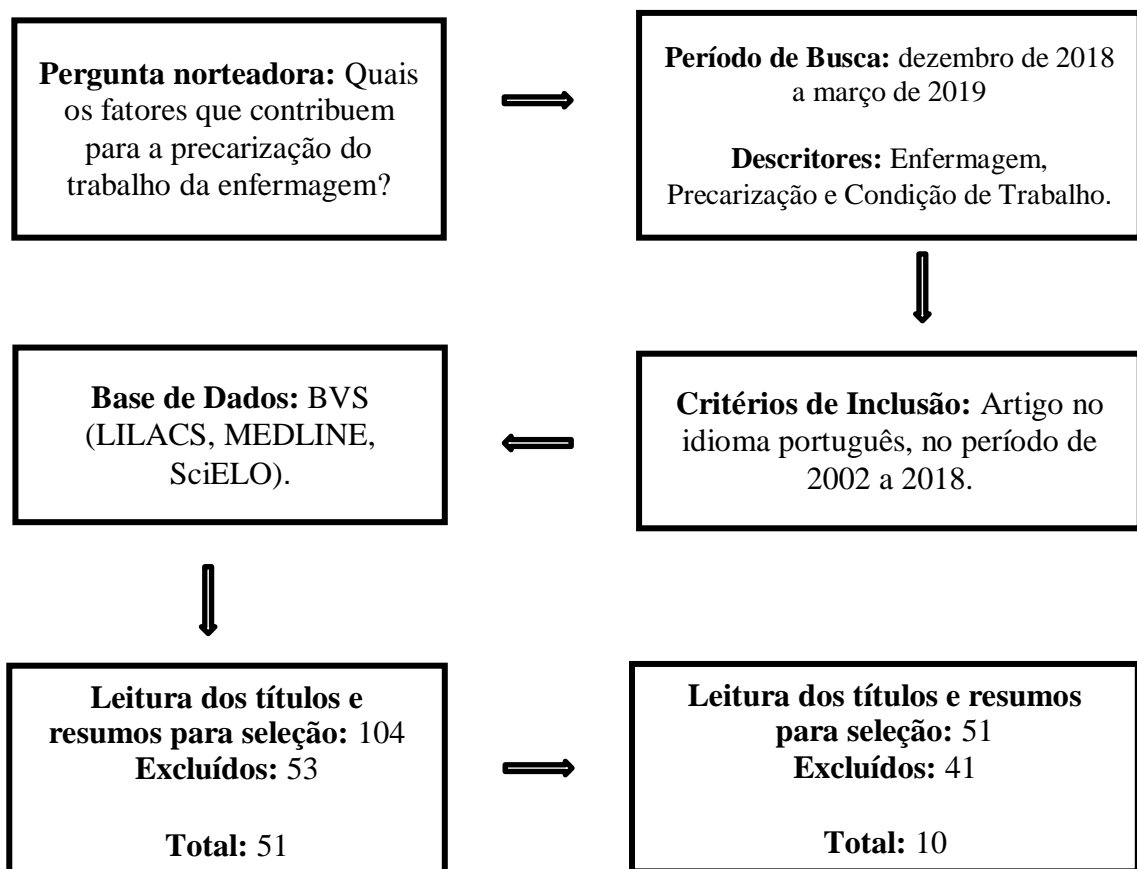 Pergunta norteadora: Quais
os fatores que contribuem
para a precarização do
trabalho da enfermagem?
Período de Busca: dezembro de 2018
a março de 2019
Descritores: Enfermagem,
Precarização e Condição de Trabalho.
Critérios de Inclusão: Artigo no
idioma português, no período de
2002 a 2018.
Base de Dados: BVS
(LILACS, MEDLINE,
SciELO).
Leitura dos títulos e
resumos para seleção: 104
Excluídos: 53
Total: 51
Leitura dos títulos e resumos
para seleção: 51
Excluídos: 41
Total: 10